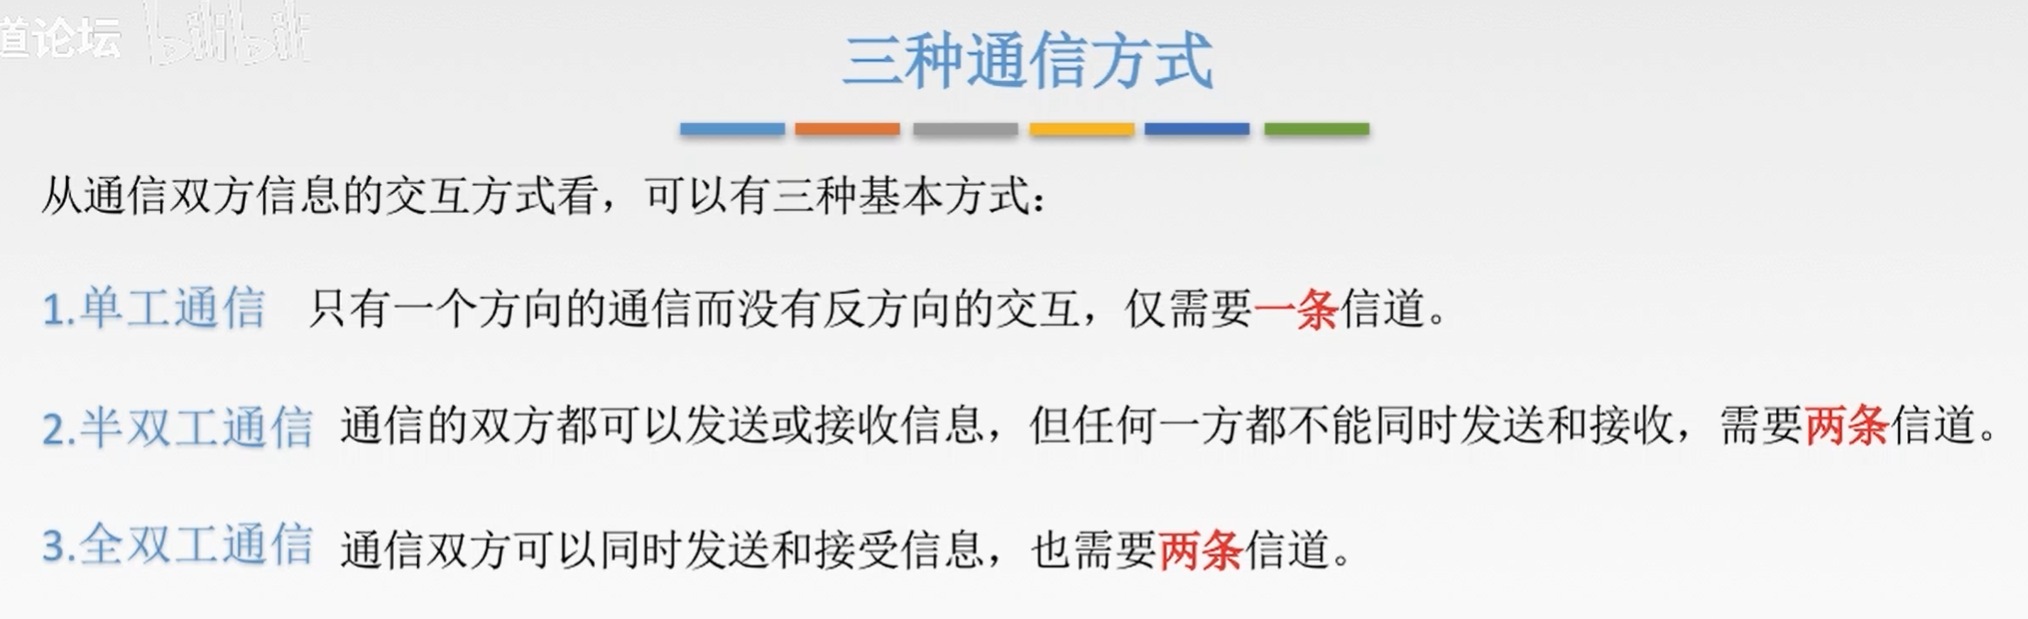 道论坛 bilibili
三种通信方式
从通信双方信息的交互方式看，可以有三种基本方式：
1.单工通信 只有一个方向的通信而没有反方向的交互，仅需要一条信道。
2.半双工通信 通信的双方都可以发送或接收信息，但任何一方都不能同时发送和接收，需要两条信道。
3.全双工通信 通信双方可以同时发送和接受信息，也需要两条信道。